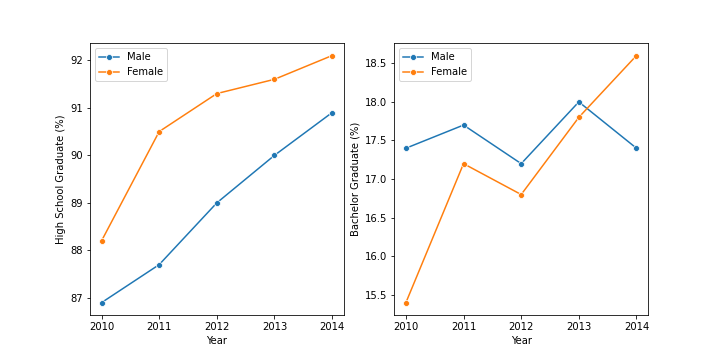 High School Graduate (%)
92
91
90
89
88
87
Male
Female
2010 2011 2012 2013 2014
Year
Bachelor Graduate (%)
18.5
18.0
17.5
17.0
16.5
16.0
15.5
Male
Female
2010 2011 2012 2013 2014
Year